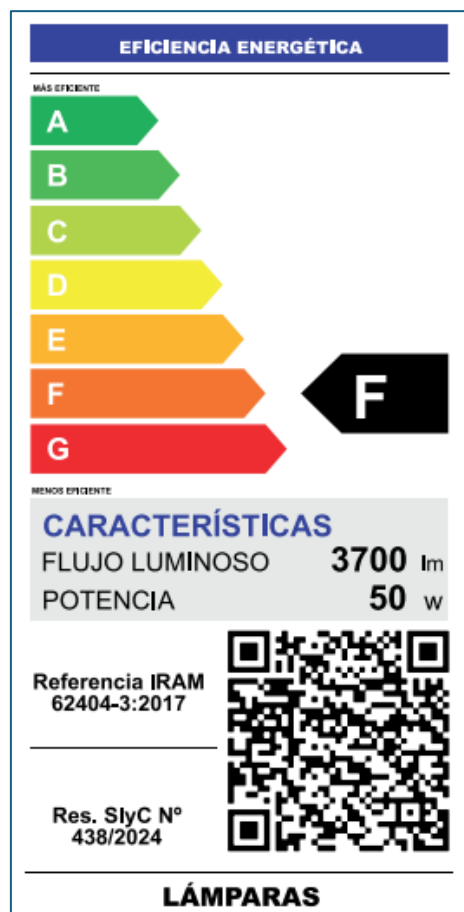 EFICIENCIA ENERGÉTICA
MÁS EFICIENTE
A
B
C
D
E
F
F
G
MENOS EFICIENTE
CARACTERÍSTICAS
FLUJO LUMINOSO 3700 lm
POTENCIA 50 w
Referencia IRAM
62404-3:2017
Res. SIyC Nº
438/2024
LÁMPARAS